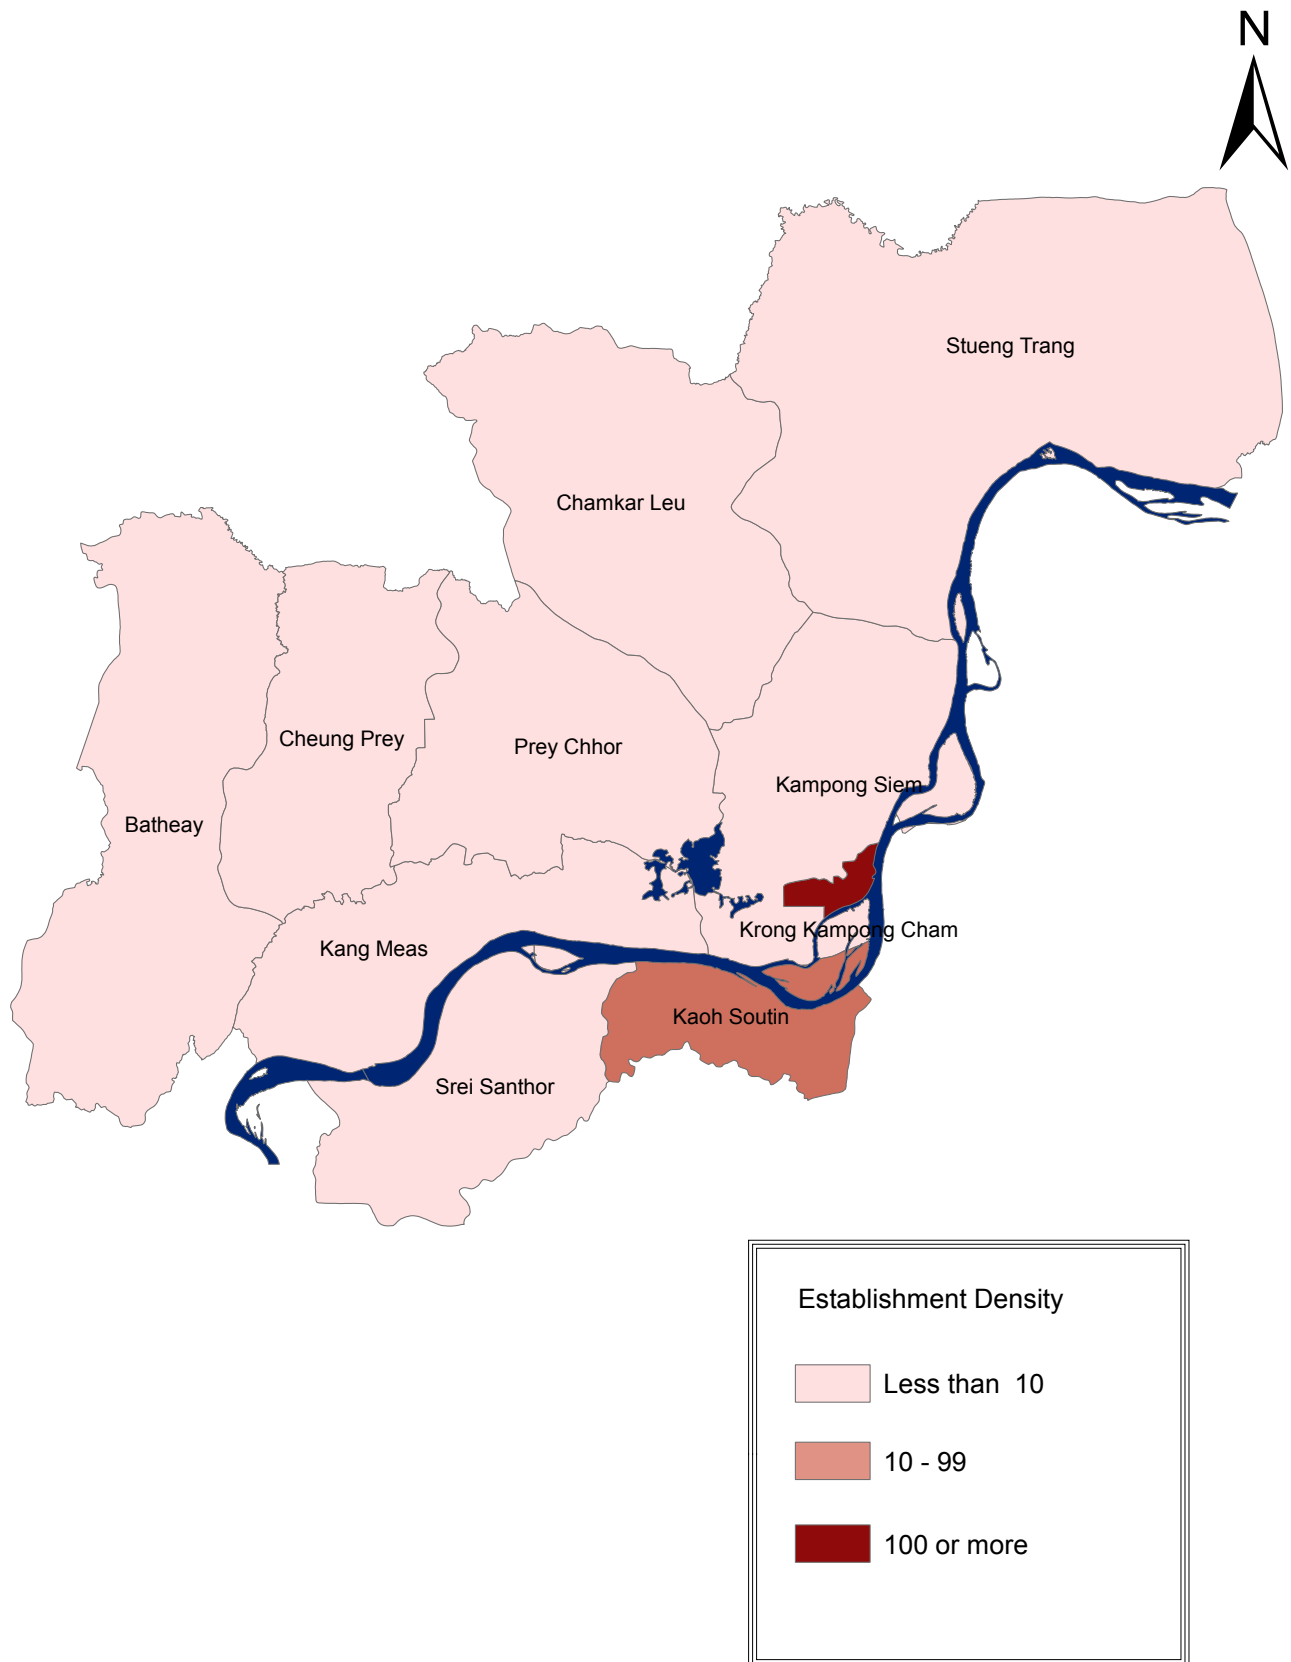 N
Stueng Trang
Chamkar Leu
Cheung Prey
Prey Chhor
Kampong Siem
Batheay
Krong Kampong Cham
Kang Meas
Kaoh Soutin
Srei Santhor
Establishment Density
Less than 10
10 - 99
100 or more